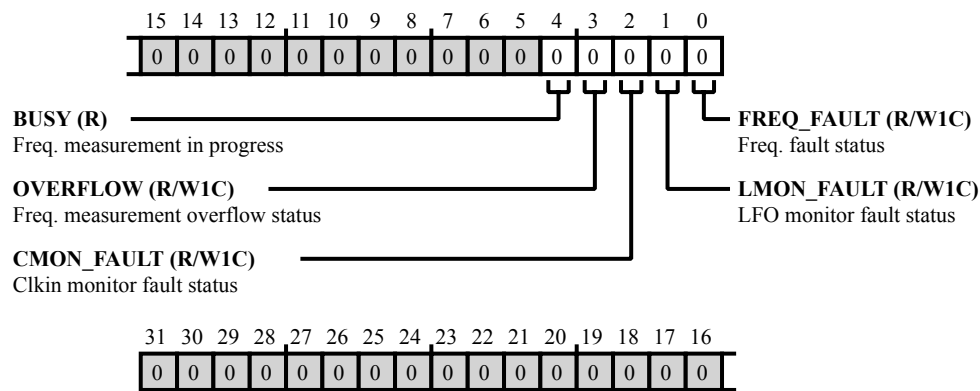 15 14 13 12 11 10 9 8 7 6 5 4 3 2 1 0
0 0 0 0 0 0 0 0 0 0 0 0 0 0 0 0
BUSY (R)
Freq. measurement in progress
OVERFLOW (R/W1C)
Freq. measurement overflow status
CMON_FAULT (R/W1C)
Clkin monitor fault status
FREQ_FAULT (R/W1C)
Freq. fault status
LMON_FAULT (R/W1C)
LFO monitor fault status
31 30 29 28 27 26 25 24 23 22 21 20 19 18 17 16
0 0 0 0 0 0 0 0 0 0 0 0 0 0 0 0